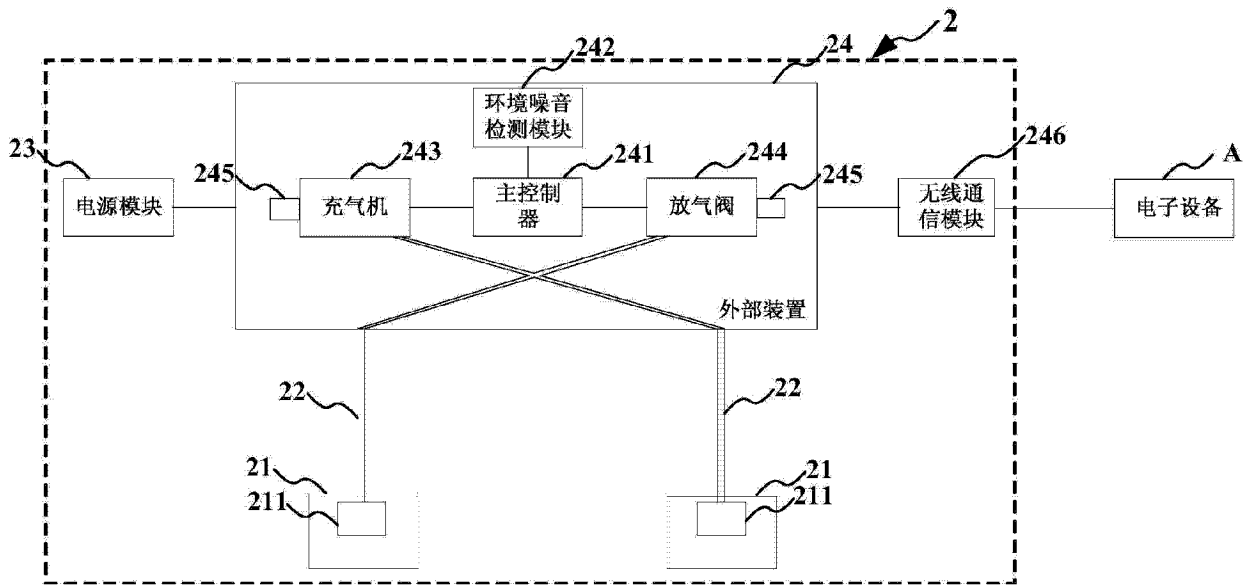 2
242
24
环境噪音
检测模块
23
245
243
241
244
245
246
A
电源模块
充气机
主控制
器
放气阀
无线通
信模块
电子设备
外部装置
22
22
21
211
21
211